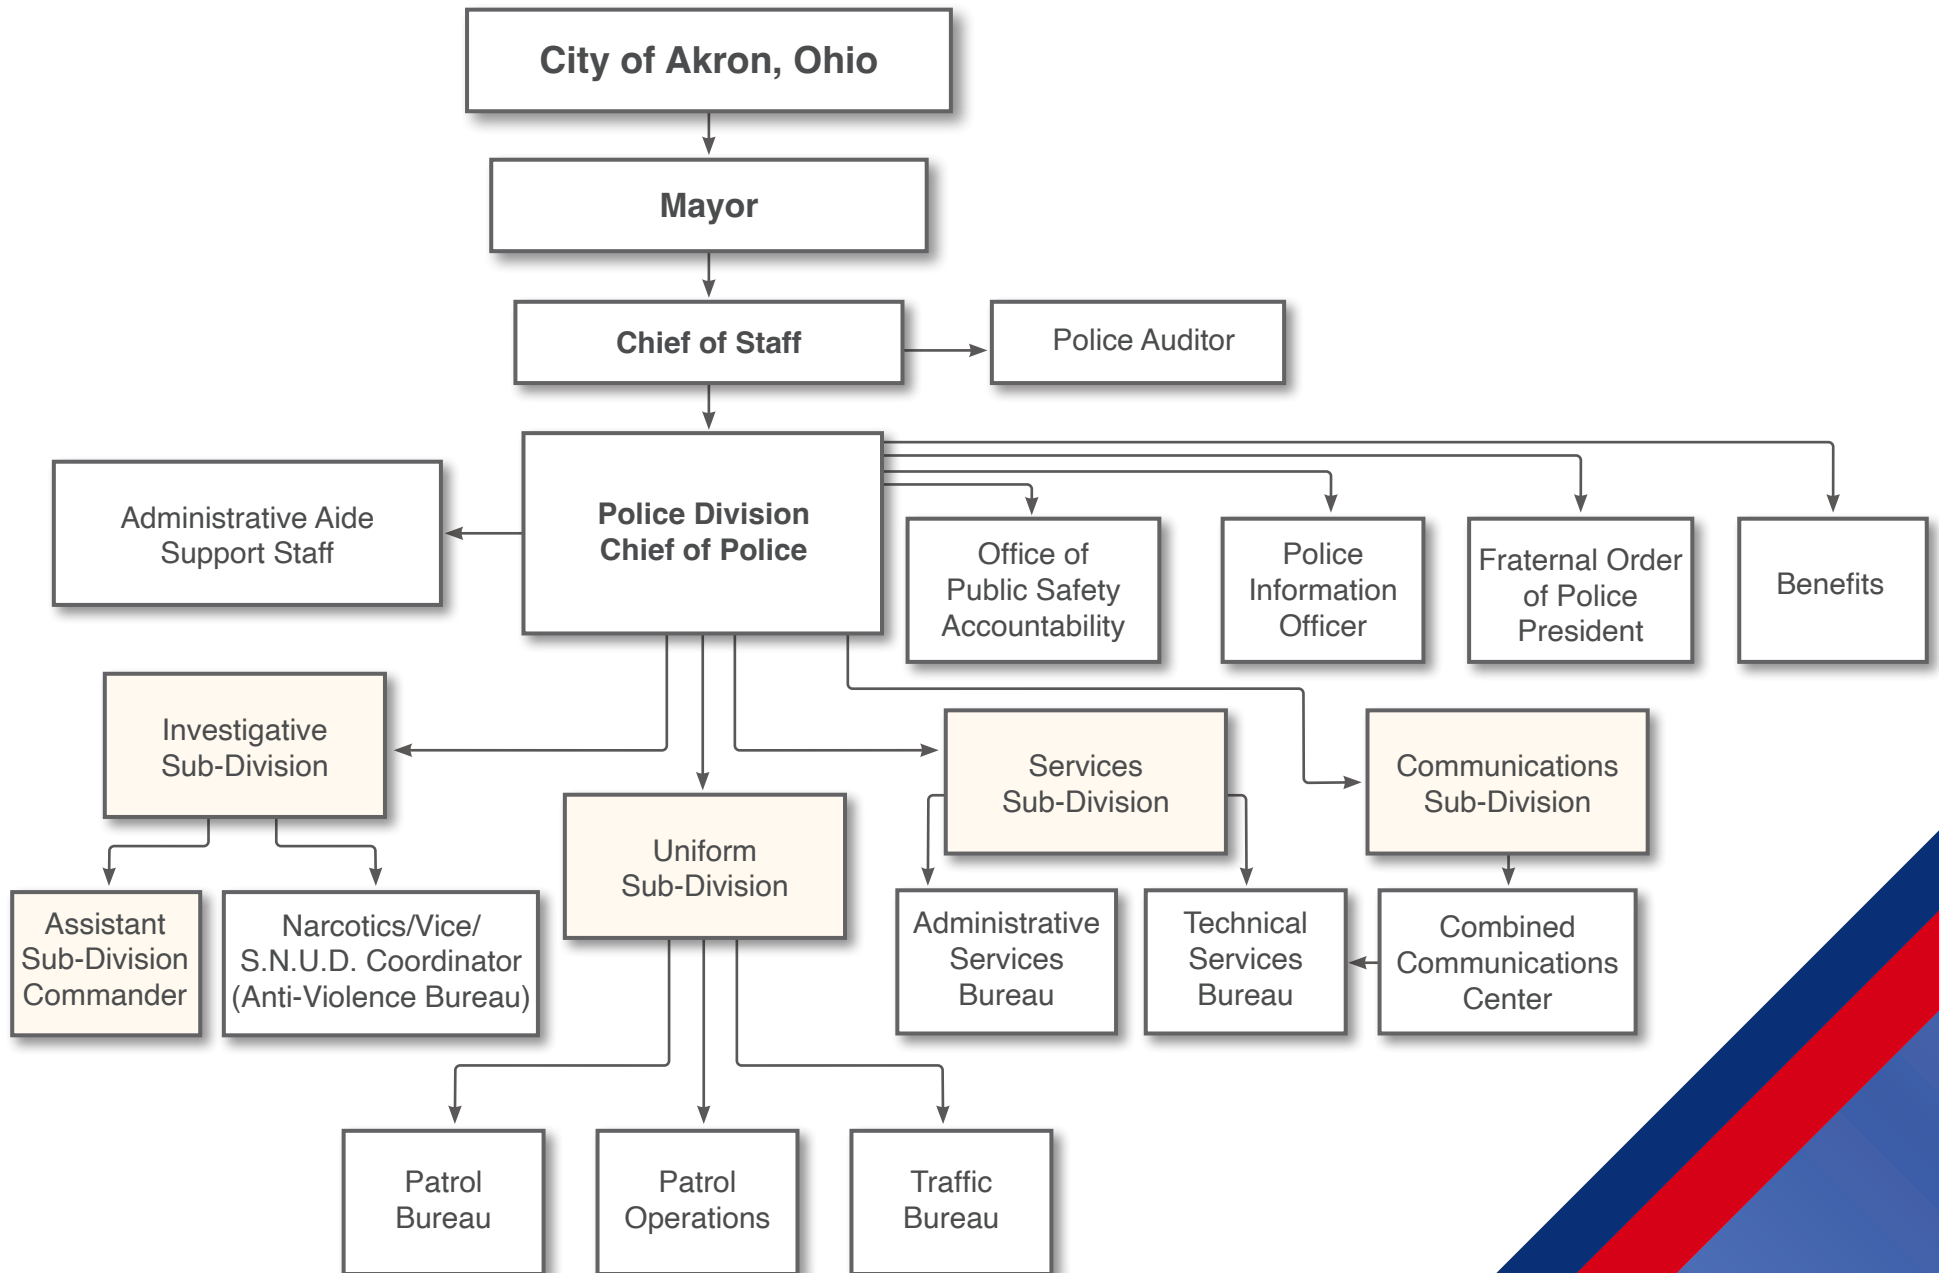 City of Akron, Ohio
Mayor
Chief of Staff
Police Auditor
Administrative Aide
Support Staff
Police Division
Chief of Police
Office of
Public Safety
Accountability
Police
Information
Officer
Fraternal Order
of Police
President
Benefits
Investigative
Sub-Division
Uniform
Sub-Division
Services
Sub-Division
Communications
Sub-Division
Assistant
Sub-Division
Commander
Narcotics/Vice/
S.N.U.D. Coordinator
(Anti-Violence Bureau)
Administrative
Services
Bureau
Technical
Services
Bureau
Combined
Communications
Center
Patrol
Bureau
Patrol
Operations
Traffic
Bureau